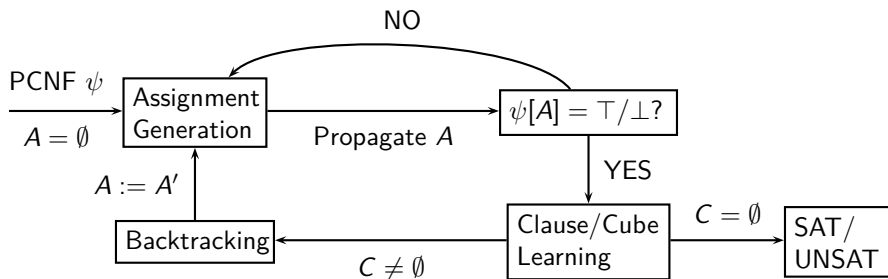 NO
PCNF ψ
A = ∅
Assignment
Generation
Propagate A
ψ[A] = ⊤/⊥?
YES
A := A′
Backtracking
C ≠ ∅
Clause/Cube
Learning
C = ∅
SAT/
UNSAT